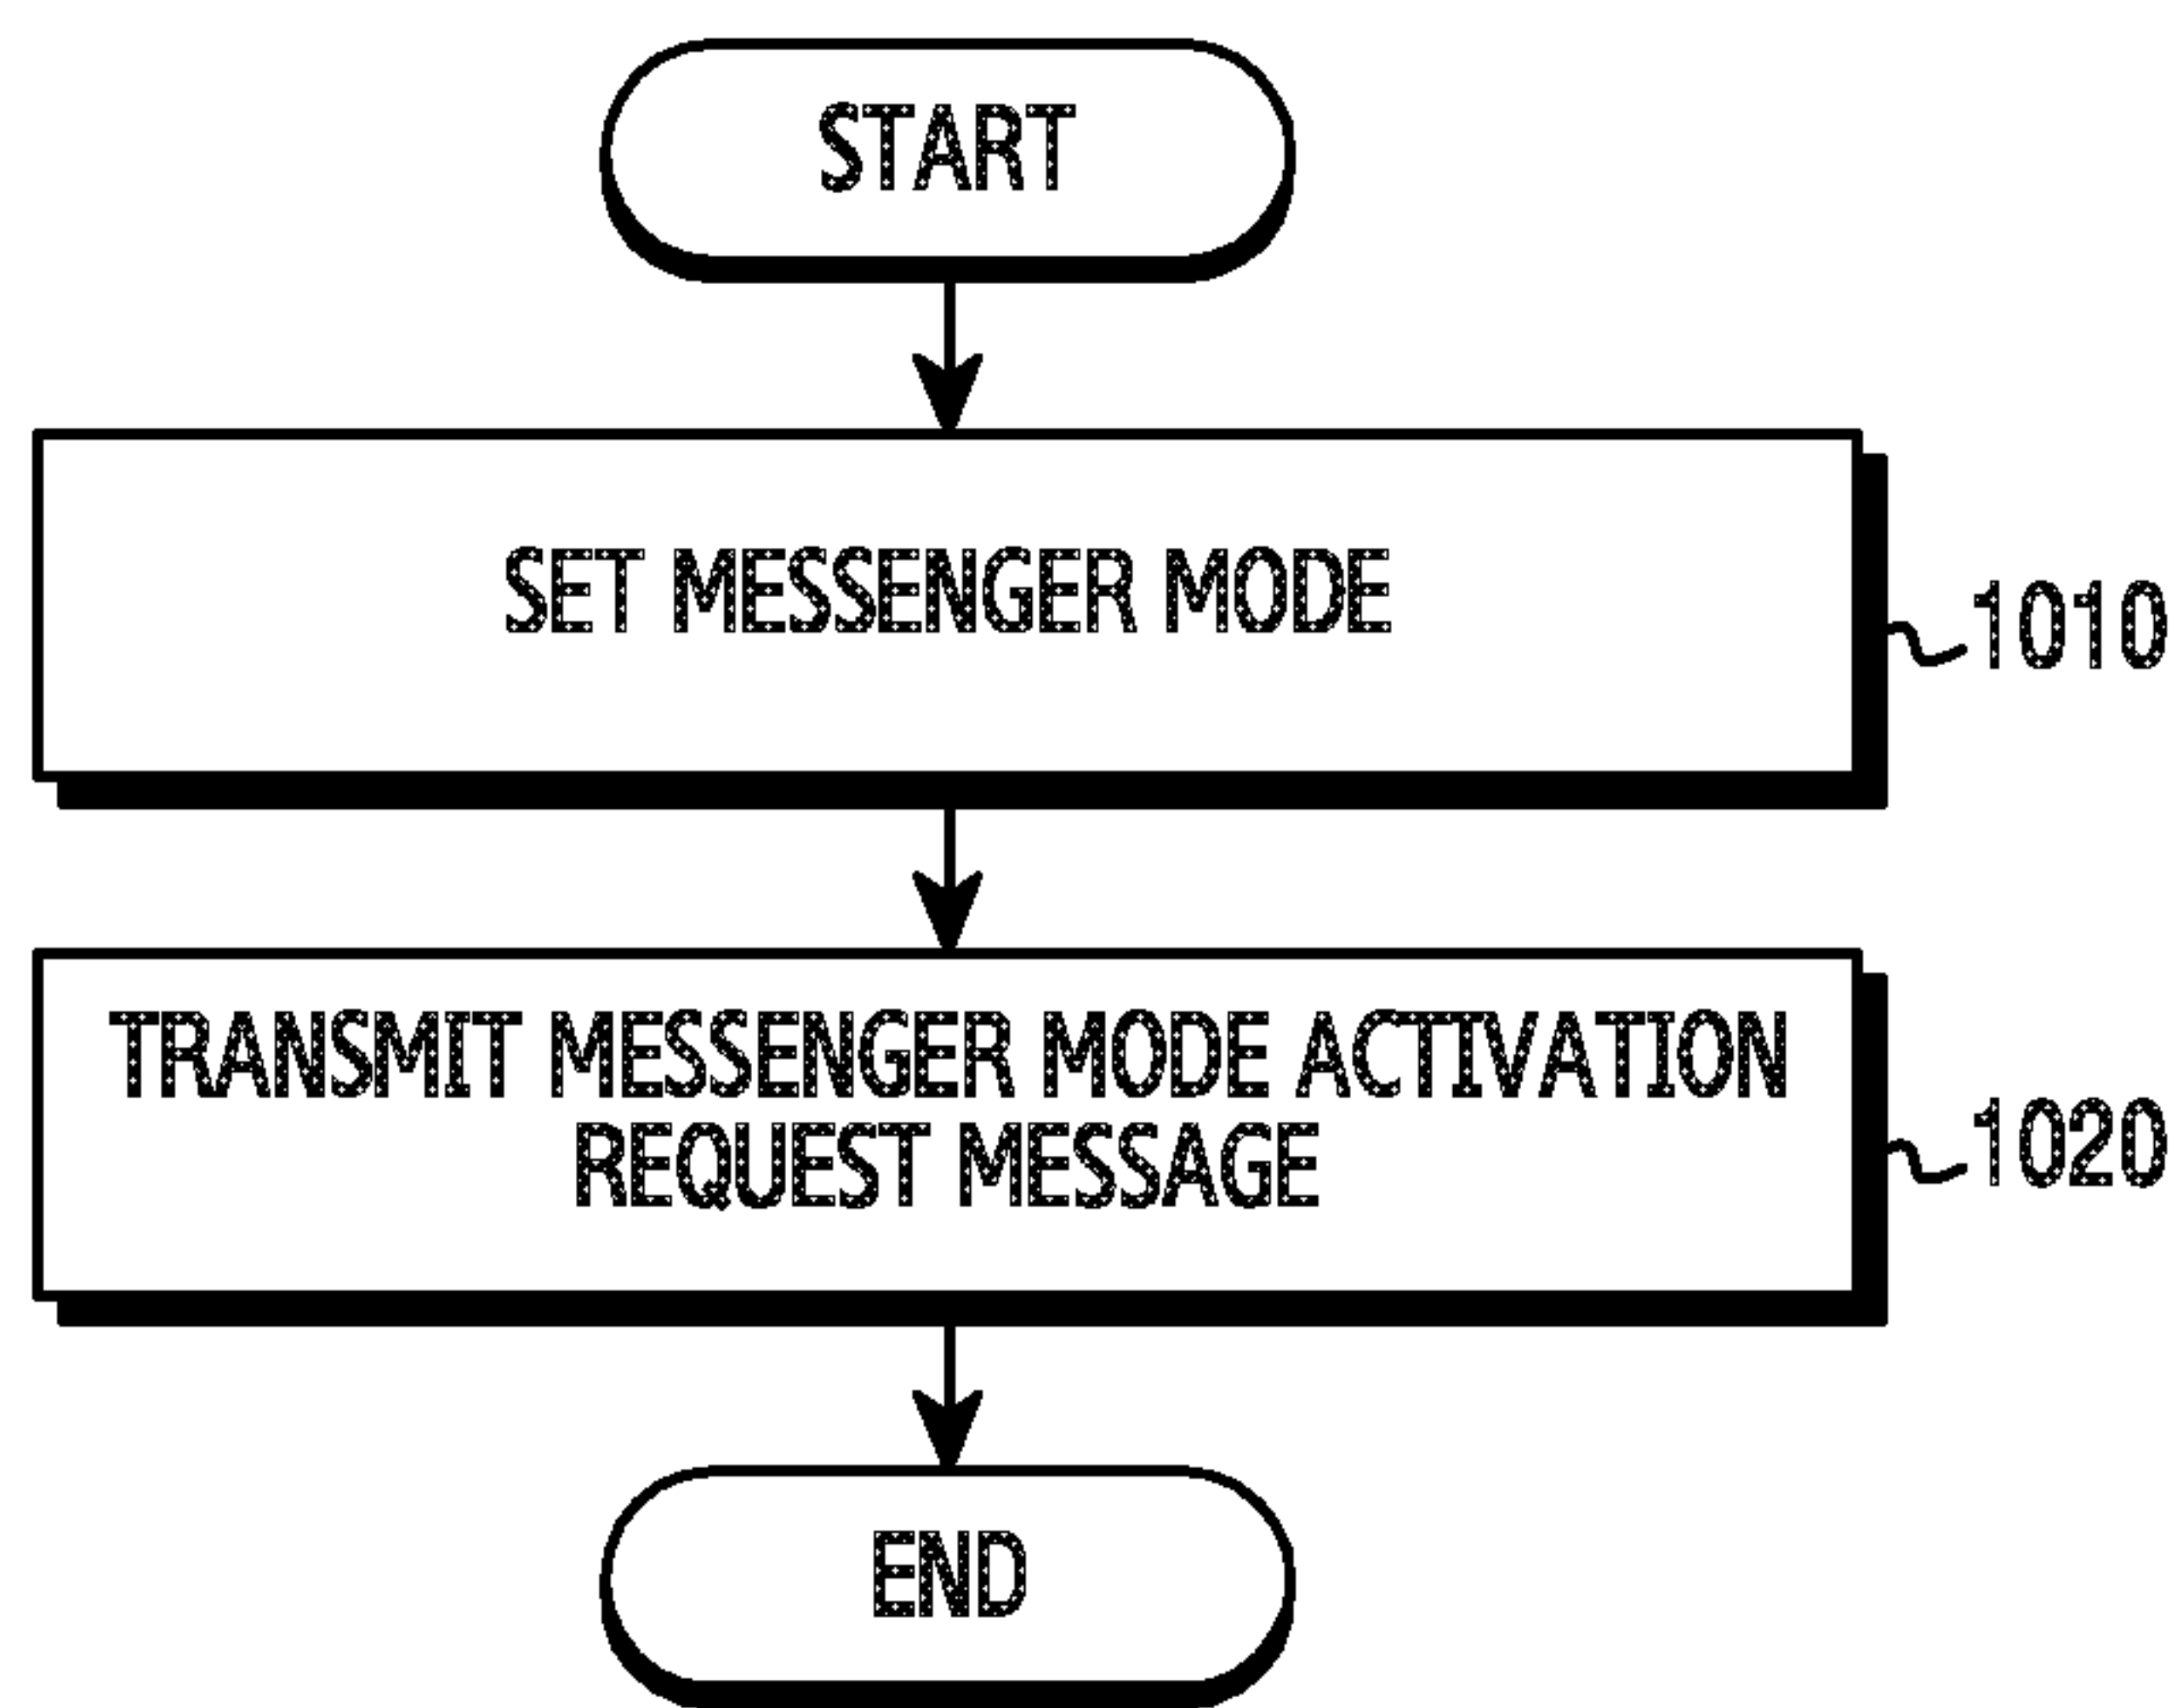 START
SET MESSENGER MODE
1010
TRANSMIT MESSENGER MODE ACTIVATION
REQUEST MESSAGE
1020
END